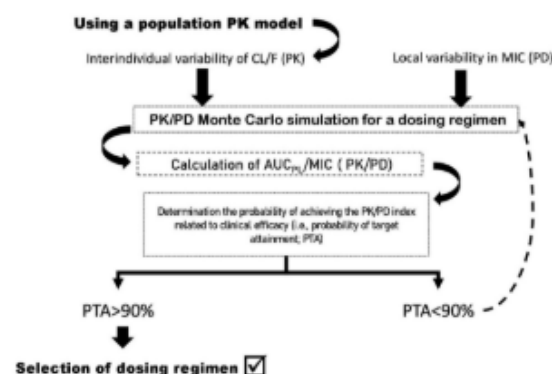 Using a population PK model
Interindividual variability of CL/F (PK)
Local variability in MIC (PD)
PK/PD Monte Carlo simulation for a dosing regimen
Calculation of AUCPL/MIC ( PK/PD)
Determination the probability of achieving the PK/PD index
related to clinical efficacy (i.e., probability of target
attainment; PTA)
PTA>90%
PTA<90%
Selection of dosing regimen ☑